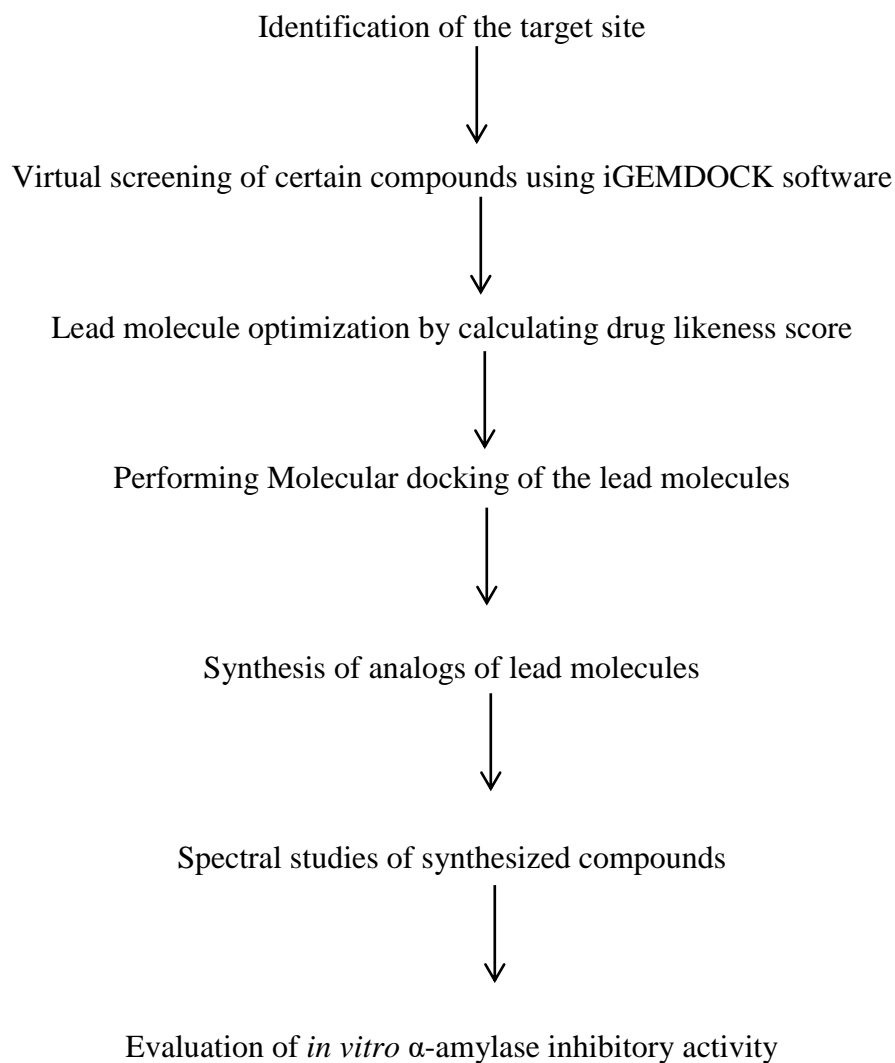 Identification of the target site
Virtual screening of certain compounds using iGEMDOCK software
Lead molecule optimization by calculating drug likeness score
Performing Molecular docking of the lead molecules
Synthesis of analogs of lead molecules
Spectral studies of synthesized compounds
Evaluation of in vitro α-amylase inhibitory activity